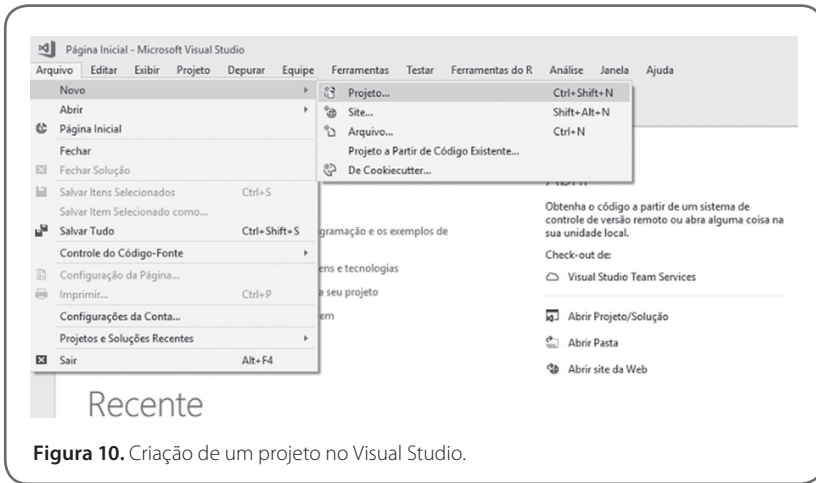 Página Inicial - Microsoft Visual Studio
Arquivo Editar Exibir Projeto Depurar Equipe Ferramentas Testar Ferramentas do R Análise Janela Ajuda
Novo
Abrir
Página Inicial
Fechar
Fechar Solução
Salvar Itens Selecionados Ctrl+S
Salvar Item Selecionado como...
Salvar Tudo Ctrl+Shift+S
Controle do Código-Fonte
Configuração da Página...
Imprimir... Ctrl+P
Configurações da Conta...
Projetos e Soluções Recentes
Sair Alt+F4
Projeto... Ctrl+Shift+N
Site... Shift+Alt+N
Arquivo... Ctrl+N
Projeto a Partir de Código Existente...
De Cookiecutter...
gramação e os exemplos de
ens e tecnologias
a seu projeto
em
Obtenha o código a partir de um sistema de
controle de versão remoto ou abra alguma coisa na
sua unidade local.
Check-out de:
Visual Studio Team Services
Abrir Projeto/Solução
Abrir Pasta
Abrir site da Web
Recente
Figura 10. Criação de um projeto no Visual Studio.